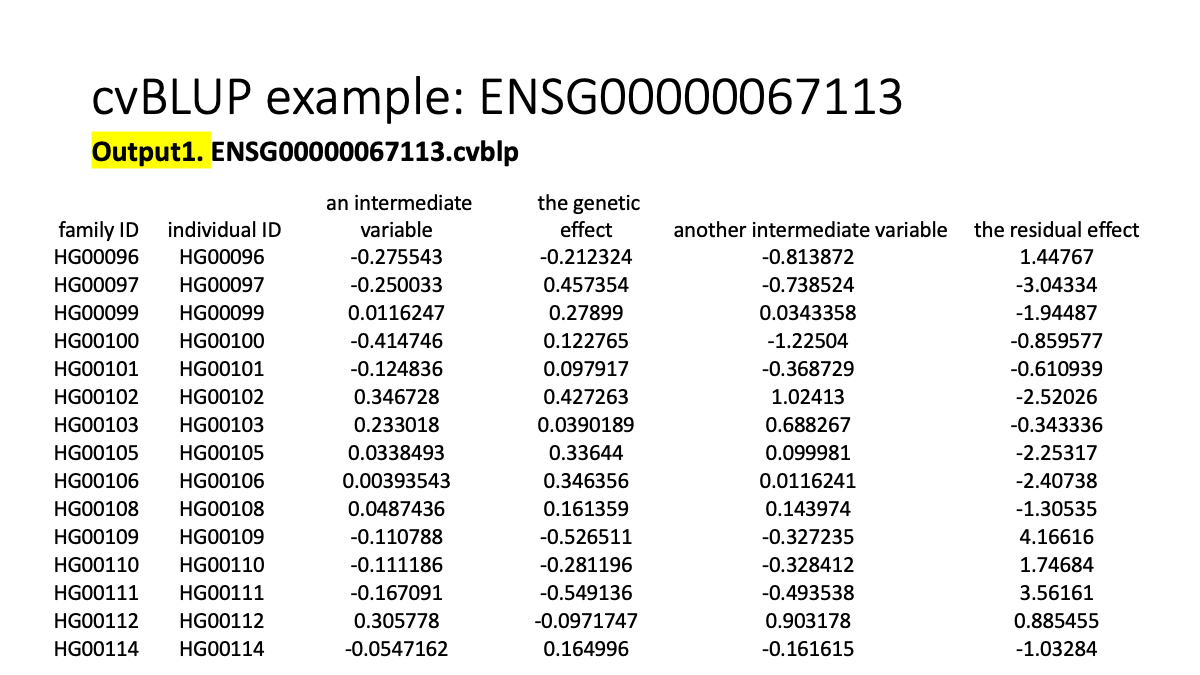 cvBLUP example: ENSG00000067113
Output1. ENSG00000067113.cvblp
an intermediate the genetic
family ID individual ID variable effect another intermediate variable the residual effect
HG00096 HG00096 -0.275543 -0.212324 -0.813872 1.44767
HG00097 HG00097 -0.250033 0.457354 -0.738524 -3.04334
HG00099 HG00099 0.0116247 0.27899 0.0343358 -1.94487
HG00100 HG00100 -0.414746 0.122765 -1.22504 -0.859577
HG00101 HG00101 -0.124836 0.097917 -0.368729 -0.610939
HG00102 HG00102 0.346728 0.427263 1.02413 -2.52026
HG00103 HG00103 0.233018 0.0390189 0.688267 -0.343336
HG00105 HG00105 0.0338493 0.33644 0.099981 -2.25317
HG00106 HG00106 0.00393543 0.346356 0.0116241 -2.40738
HG00108 HG00108 0.0487436 0.161359 0.143974 -1.30535
HG00109 HG00109 -0.110788 -0.526511 -0.327235 4.16616
HG00110 HG00110 -0.111186 -0.281196 -0.328412 1.74684
HG00111 HG00111 -0.167091 -0.549136 -0.493538 3.56161
HG00112 HG00112 0.305778 -0.0971747 0.903178 0.885455
HG00114 HG00114 -0.0547162 0.164996 -0.161615 -1.03284